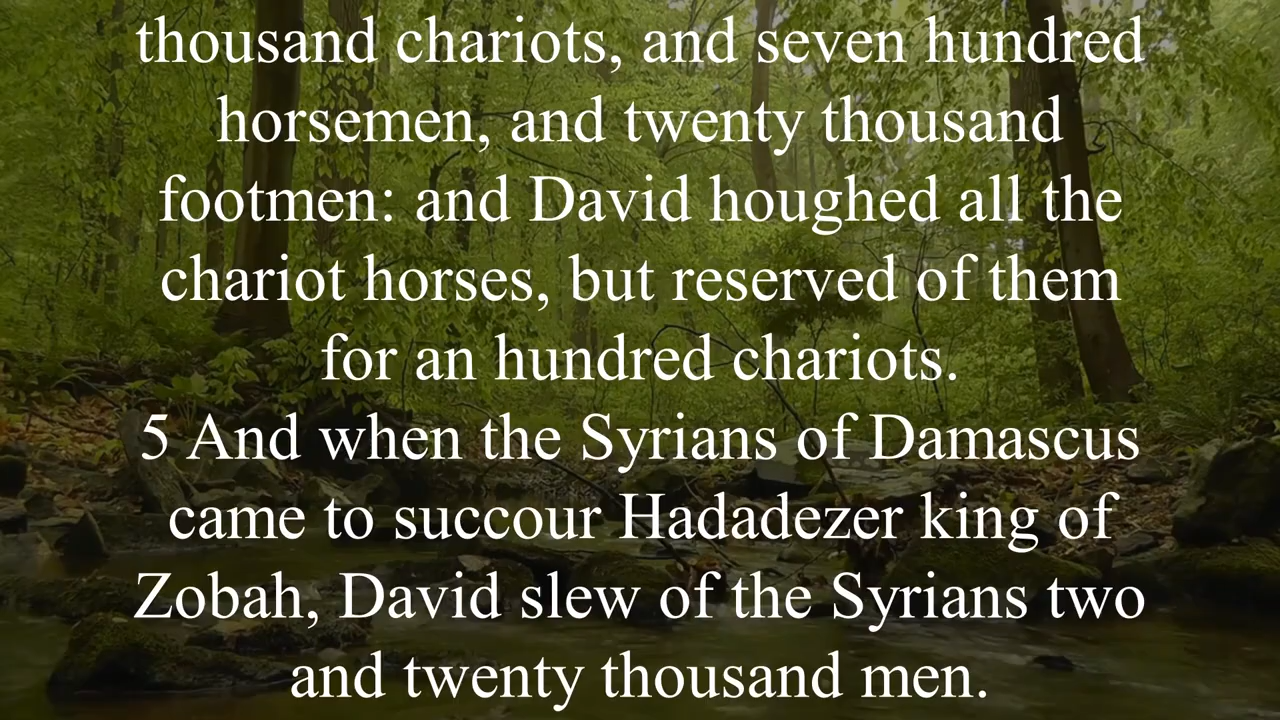 thousand chariots, and seven hundred
horsemen, and twenty thousand
footmen: and David houghed all the
chariot horses, but reserved of them
for an hundred chariots.
5 And when the Syrians of Damascus
came to succour Hadadezer king of
Zobah, David slew of the Syrians two
and twenty thousand men.